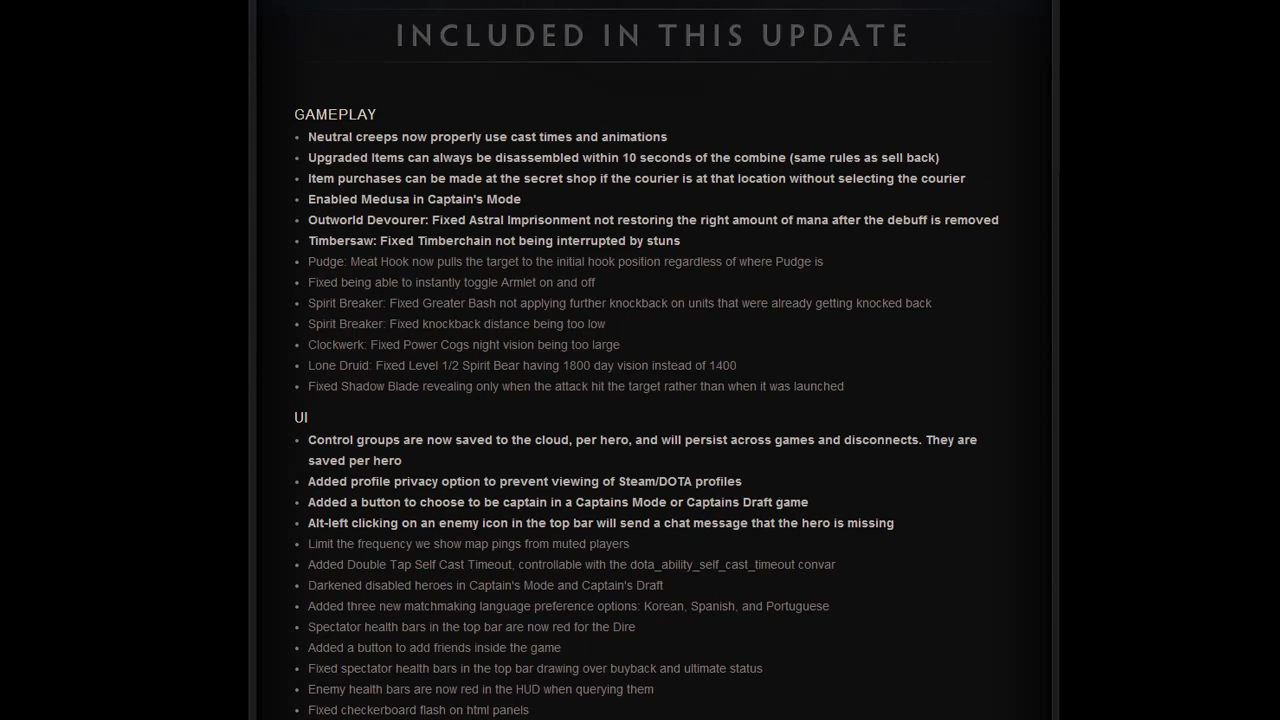 INCLUDED IN THIS UPDATE
GAMEPLAY
• Neutral creeps now properly use cast times and animations
• Upgraded Items can always be disassembled within 10 seconds of the combine (same rules as sell back)
• Item purchases can be made at the secret shop if the courier is at that location without selecting the courier
• Enabled Medusa in Captain's Mode
• Outworld Devourer: Fixed Astral Imprisonment not restoring the right amount of mana after the debuff is removed
• Timbersaw: Fixed Timberchain not being interrupted by stuns
• Pudge: Meat Hook now pulls the target to the initial hook position regardless of where Pudge is
• Fixed being able to instantly toggle Armlet on and off
• Spirit Breaker: Fixed Greater Bash not applying further knockback on units that were already getting knocked back
• Spirit Breaker: Fixed knockback distance being too low
• Clockwerk: Fixed Power Cogs night vision being too large
• Lone Druid: Fixed Level 1/2 Spirit Bear having 1800 day vision instead of 1400
• Fixed Shadow Blade revealing only when the attack hit the target rather than when it was launched
UI
• Control groups are now saved to the cloud, per hero, and will persist across games and disconnects. They are
saved per hero
• Added profile privacy option to prevent viewing of Steam/DOTA profiles
• Added a button to choose to be captain in a Captains Mode or Captains Draft game
• Alt-left clicking on an enemy icon in the top bar will send a chat message that the hero is missing
• Limit the frequency we show map pings from muted players
• Added Double Tap Self Cast Timeout, controllable with the dota_ability_self_cast_timeout convar
• Darkened disabled heroes in Captain's Mode and Captain's Draft
• Added three new matchmaking language preference options: Korean, Spanish, and Portuguese
• Spectator health bars in the top bar are now red for the Dire
• Added a button to add friends inside the game
• Fixed spectator health bars in the top bar drawing over buyback and ultimate status
• Enemy health bars are now red in the HUD when querying them
• Fixed checkerboard flash on html panels